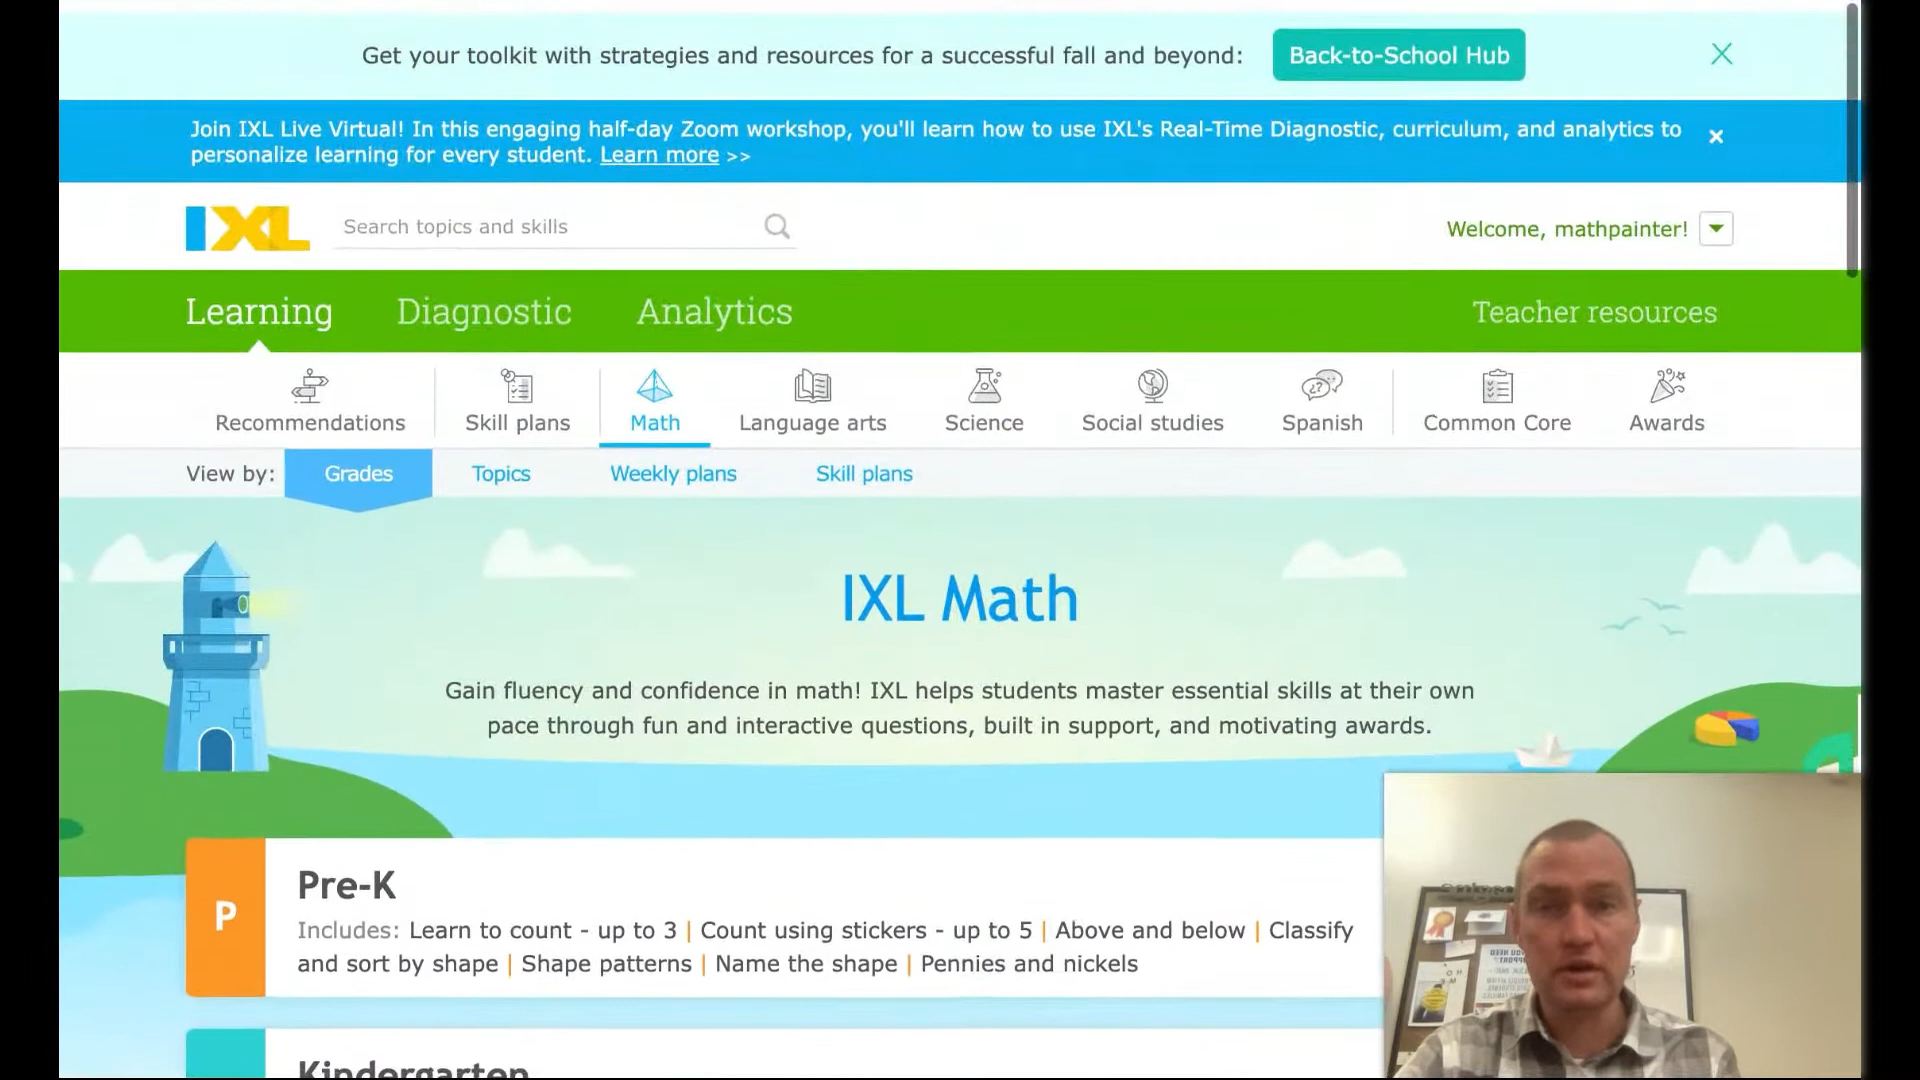 Get your toolkit with strategies and resources for a successful fall and beyond: Back-to-School Hub
Join IXL Live Virtual! In this engaging half-day Zoom workshop, you'll learn how to use IXL's Real-Time Diagnostic, curriculum, and analytics to
personalize learning for every student. Learn more >>
IXL Search topics and skills Welcome, mathpainter!
Learning Diagnostic Analytics Teacher resources
Recommendations Skill plans Math Language arts Science Social studies Spanish Common Core Awards
View by: Grades Topics Weekly plans Skill plans
IXL Math
Gain fluency and confidence in math! IXL helps students master essential skills at their own
pace through fun and interactive questions, built in support, and motivating awards.
P
Pre-K
Includes: Learn to count - up to 3 | Count using stickers - up to 5 | Above and below | Classify
and sort by shape | Shape patterns | Name the shape | Pennies and nickels
Kindergarten